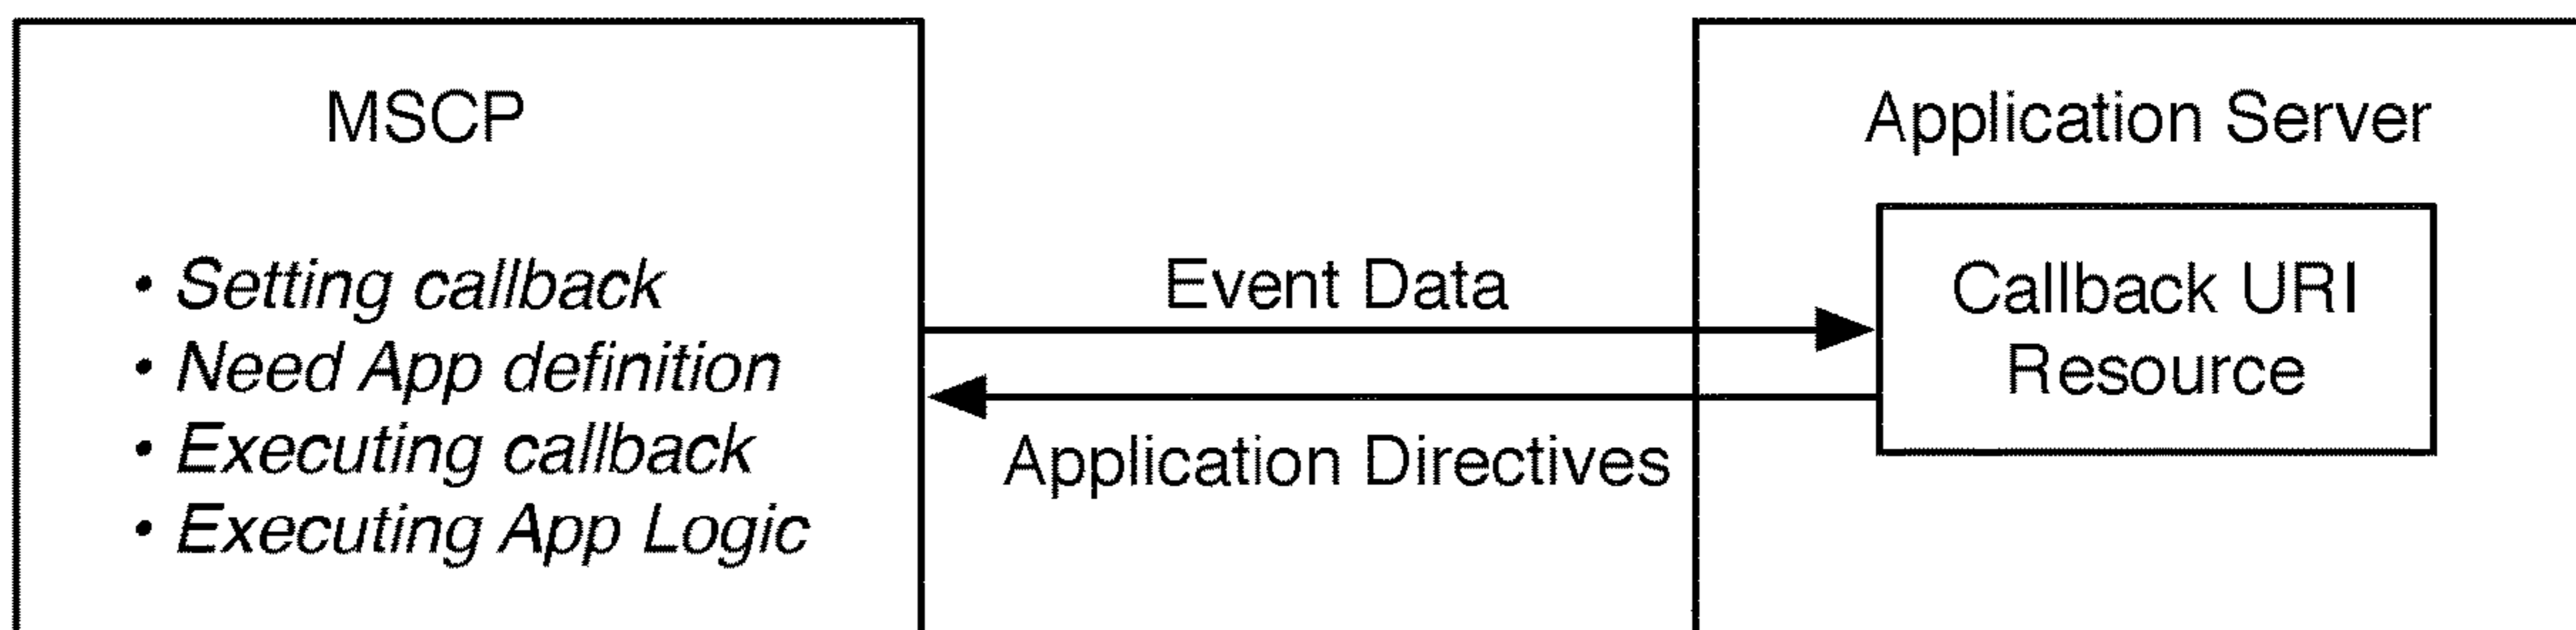 MSCP
• Setting callback
• Need App definition
• Executing callback
• Executing App Logic
Event Data
Application Directives
Application Server
Callback URI
Resource